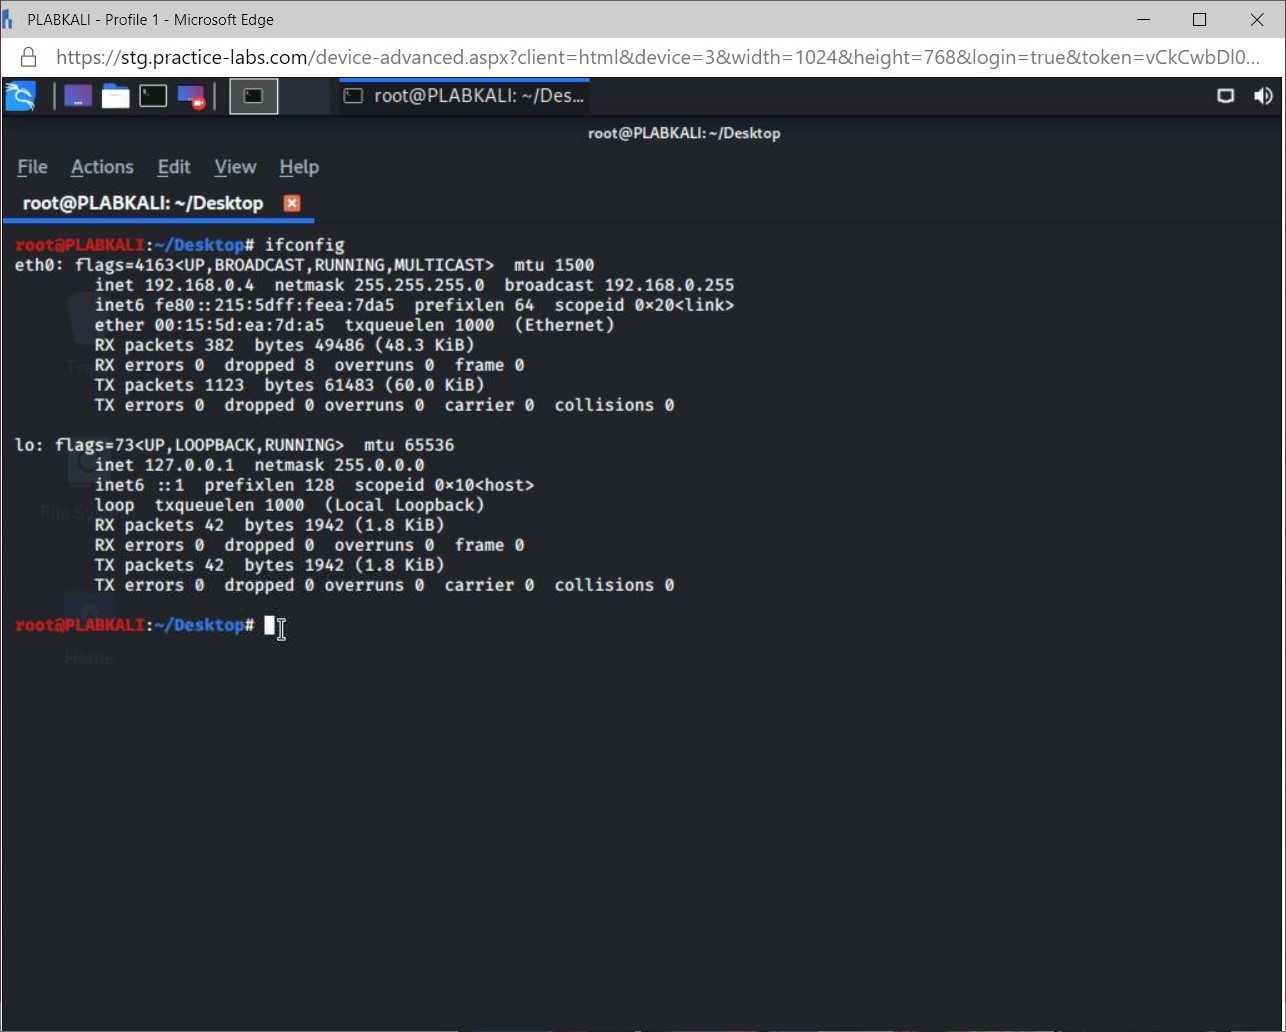 PLABKALI - Profile 1 - Microsoft Edge
https://stg.practice-labs.com/device-advanced.aspx?client=html&device=3&width=1024&height=768&login=true&token=vCkCwbDl0...
root@PLABKALI: ~/Des...
root@PLABKALI: ~/Desktop
File Actions Edit View Help
root@PLABKALI: ~/Desktop
root@PLABKALI:~/Desktop# ifconfig
eth0: flags=4163<UP,BROADCAST,RUNNING,MULTICAST>  mtu 1500
        inet 192.168.0.4  netmask 255.255.255.0  broadcast 192.168.0.255
        inet6 fe80::215:5dff:feea:7da5  prefixlen 64  scopeid 0×20<link>
        ether 00:15:5d:ea:7d:a5  txqueuelen 1000  (Ethernet)
        RX packets 382  bytes 49486 (48.3 KiB)
        RX errors 0  dropped 8  overruns 0  frame 0
        TX packets 1123  bytes 61483 (60.0 KiB)
        TX errors 0  dropped 0 overruns 0  carrier 0  collisions 0
lo: flags=73<UP,LOOPBACK,RUNNING>  mtu 65536
        inet 127.0.0.1  netmask 255.0.0.0
        inet6 ::1  prefixlen 128  scopeid 0×10<host>
        loop  txqueuelen 1000  (Local Loopback)
        RX packets 42  bytes 1942 (1.8 KiB)
        RX errors 0  dropped 0  overruns 0  frame 0
        TX packets 42  bytes 1942 (1.8 KiB)
        TX errors 0  dropped 0 overruns 0  carrier 0  collisions 0
root@PLABKALI:~/Desktop#
Home